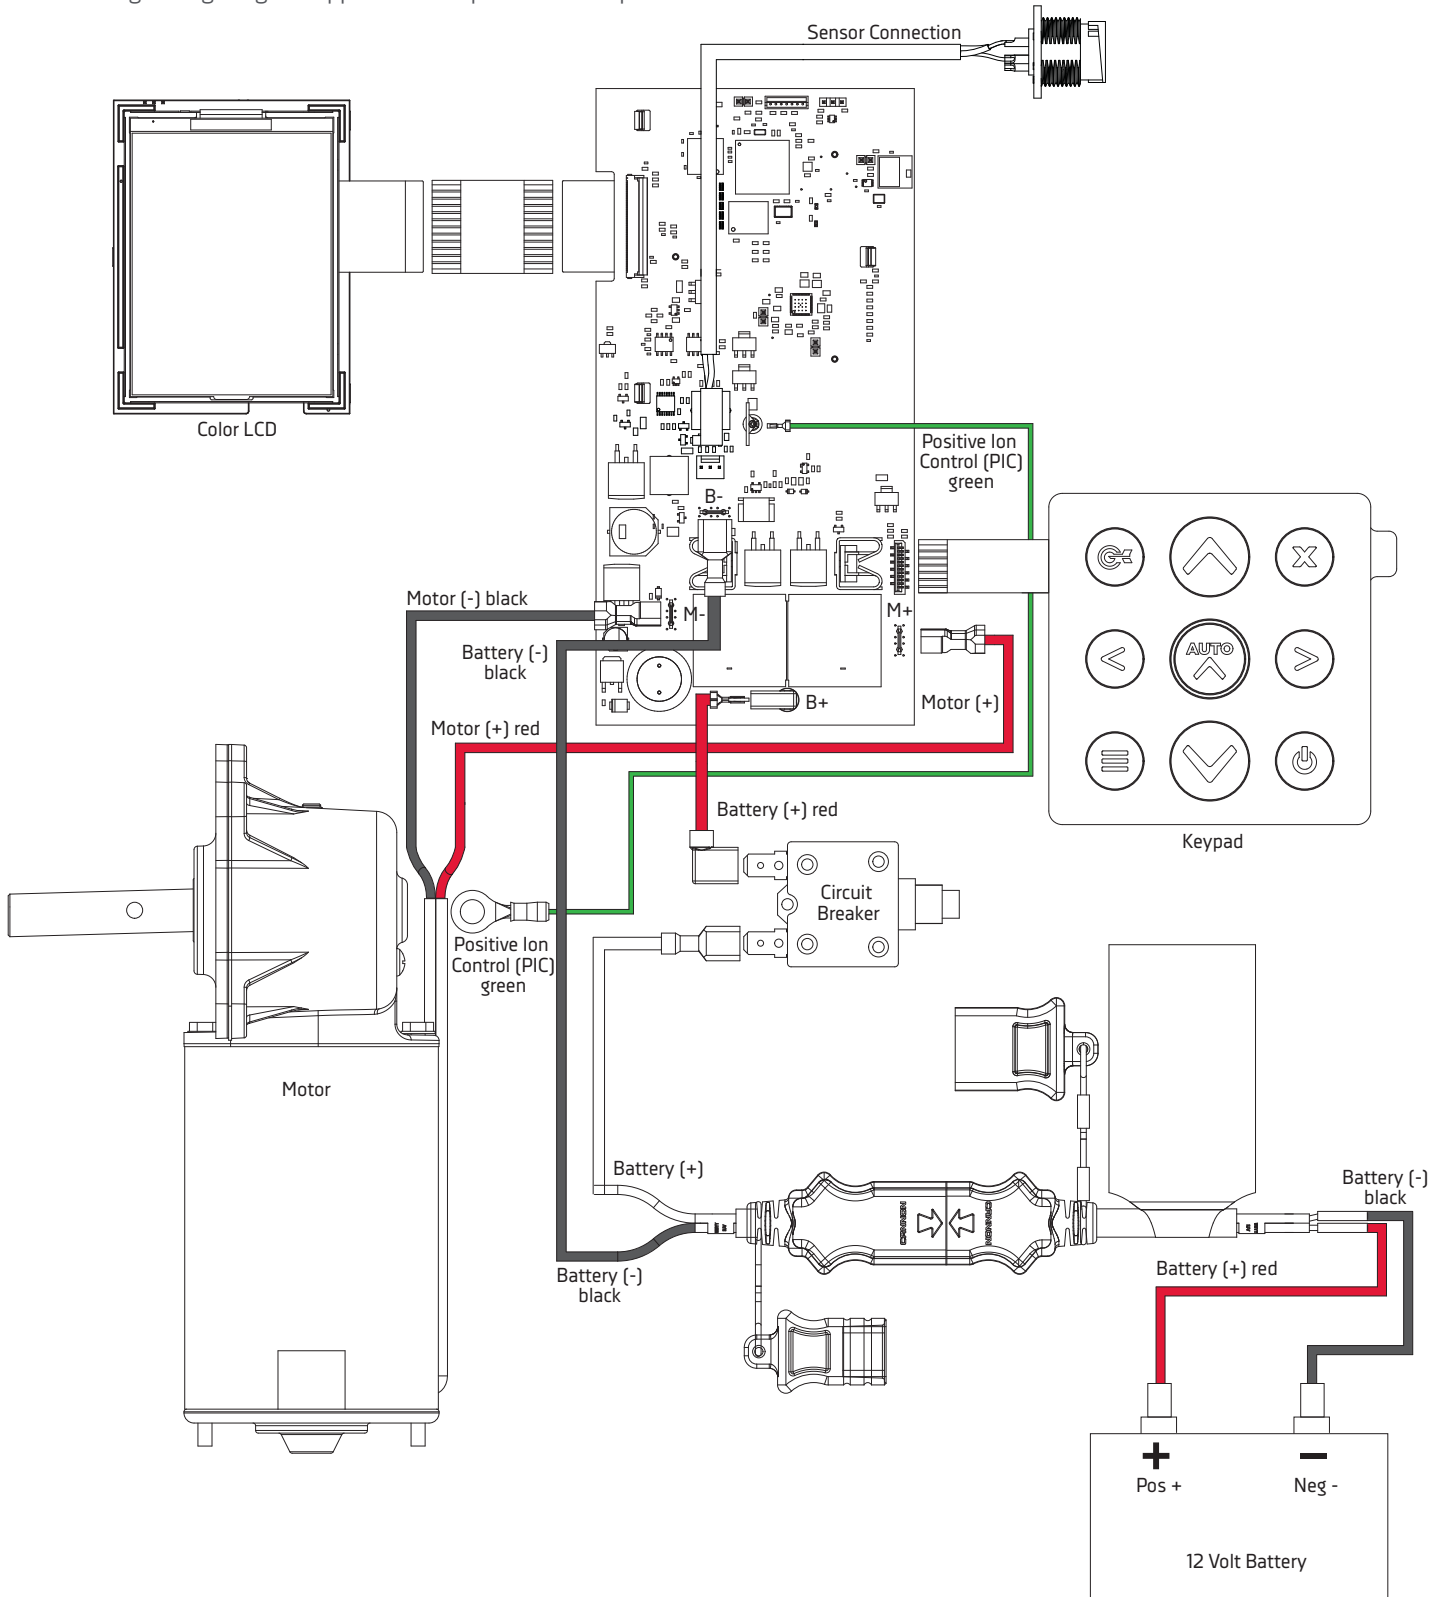 Sensor Connection
Color LCD
Positive Ion
Control (PIC)
green
B-
Motor (-) black
M-
M+
Battery (-)
black
B+
Motor (+)
Motor (+) red
AUTO
Keypad
Battery (+) red
Circuit
Breaker
Positive Ion
Control (PIC)
green
Motor
Battery (+)
CANNON
CANNON
Battery (-)
black
Battery (-)
black
Battery (+) red
+
-
Pos +
Neg -
12 Volt Battery